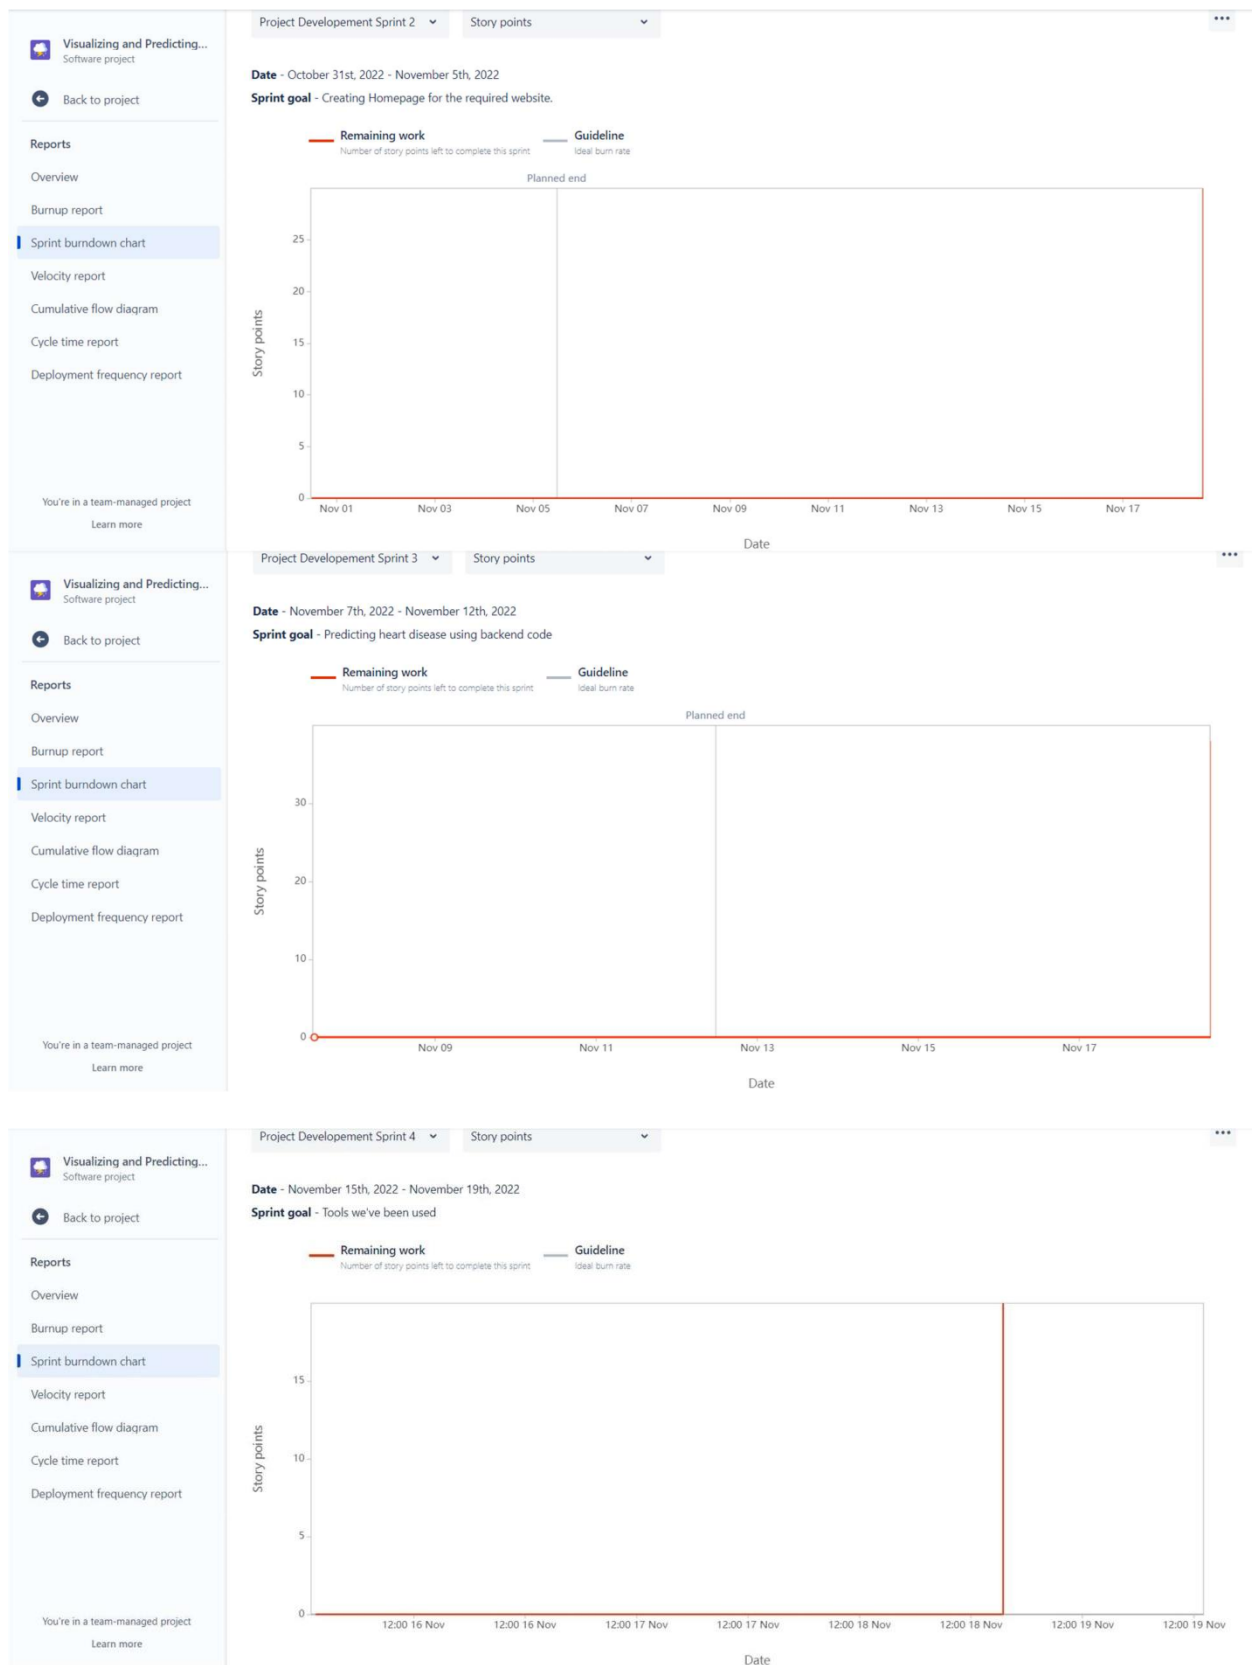 Project Developement Sprint 2 Story points
Visualizing and Predicting...
Software project
Back to project
Reports
Overview
Burnup report
Sprint burndown chart
Velocity report
Cumulative flow diagram
Cycle time report
Deployment frequency report
You're in a team-managed project
Learn more
Date - October 31st, 2022 - November 5th, 2022
Sprint goal - Creating Homepage for the required website.
Remaining work
Number of story points left to complete this sprint
Guideline
Ideal burn rate
Planned end
Story points
25
20
15
10
5
0
Nov 01 Nov 03 Nov 05 Nov 07 Nov 09 Nov 11 Nov 13 Nov 15 Nov 17
Date
Project Developement Sprint 3 Story points
Visualizing and Predicting...
Software project
Back to project
Reports
Overview
Burnup report
Sprint burndown chart
Velocity report
Cumulative flow diagram
Cycle time report
Deployment frequency report
You're in a team-managed project
Learn more
Date - November 7th, 2022 - November 12th, 2022
Sprint goal - Predicting heart disease using backend code
Remaining work
Number of story points left to complete this sprint
Guideline
Ideal burn rate
Planned end
Story points
30
20
10
0
Nov 09 Nov 11 Nov 13 Nov 15 Nov 17
Date
Project Developement Sprint 4 Story points
Visualizing and Predicting...
Software project
Back to project
Reports
Overview
Burnup report
Sprint burndown chart
Velocity report
Cumulative flow diagram
Cycle time report
Deployment frequency report
You're in a team-managed project
Learn more
Date - November 15th, 2022 - November 19th, 2022
Sprint goal - Tools we've been used
Remaining work
Number of story points left to complete this sprint
Guideline
Ideal burn rate
Story points
15
10
5
0
12:00 16 Nov 12:00 16 Nov 12:00 17 Nov 12:00 17 Nov 12:00 18 Nov 12:00 18 Nov 12:00 19 Nov 12:00 19 Nov
Date